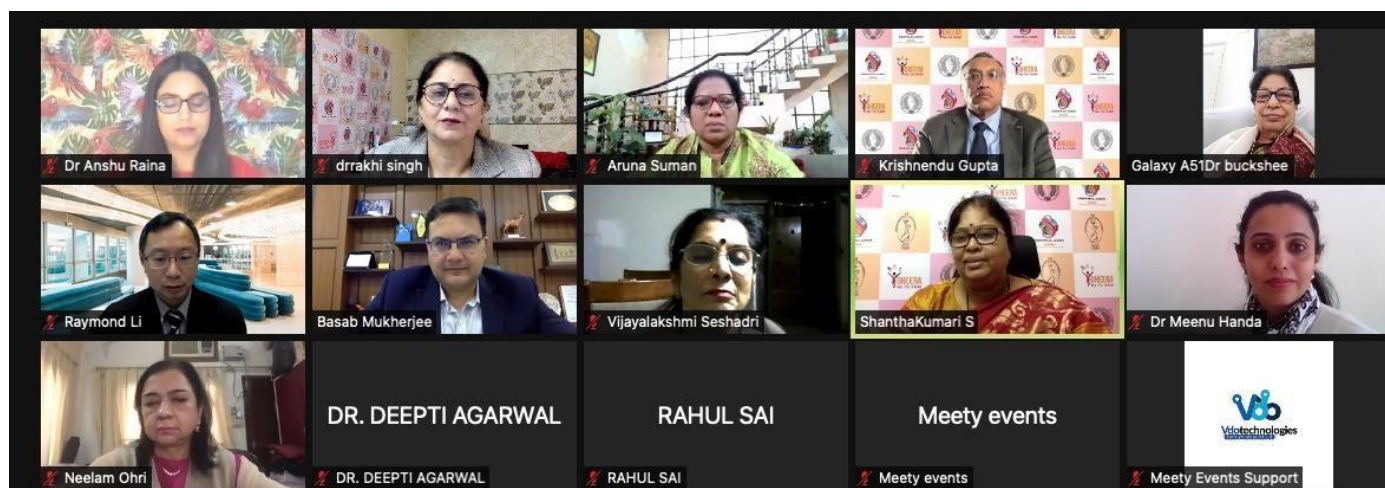 Dr Anshu Raina
drrakhi singh
Aruna Suman
Krishnendu Gupta
Galaxy A51Dr buckshee
Raymond Li
Basab Mukherjee
Vijayalakshmi Seshadri
DHEERA
ShanthaKumari S
Dr Meenu Handa
Neelam Ohri
DR. DEEPTI AGARWAL
DR. DEEPTI AGARWAL
RAHUL SAI
RAHUL SAI
Meety events
Meety events
Vdo
Vdotechnologies
Meety Events Support